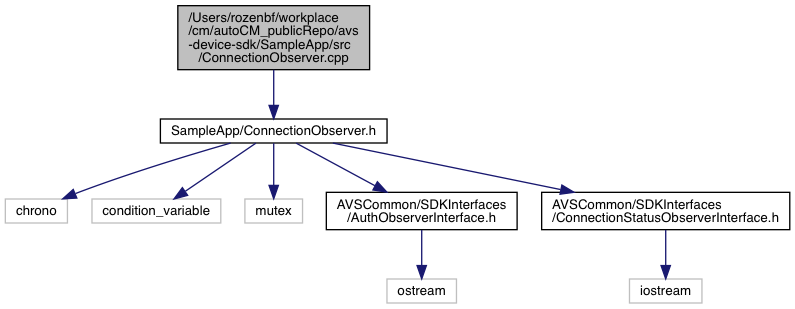 /Users/rozenbf/workplace
/cm/autoCM_publicRepo/avs
-device-sdk/SampleApp/src
/ConnectionObserver.cpp
SampleApp/ConnectionObserver.h
chrono
condition_variable
mutex
AVSCommon/SDKInterfaces
/AuthObserverInterface.h
AVSCommon/SDKInterfaces
/ConnectionStatusObserverInterface.h
ostream
iostream